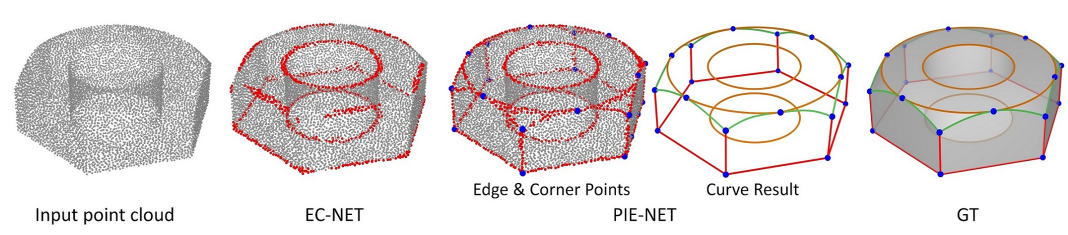 Edge & Corner Points
Curve Result
Input point cloud
EC-NET
PIE-NET
GT